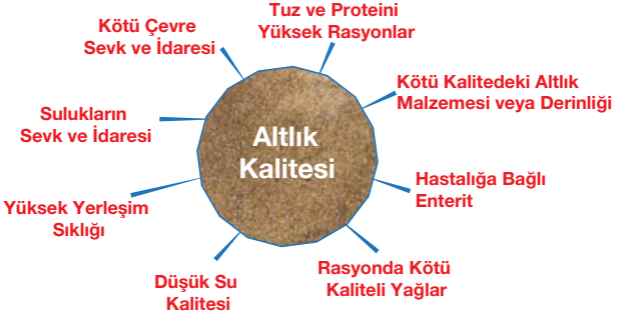 Kötü Çevre
Sevk ve İdaresi
Tuz ve Proteini
Yüksek Rasyonlar
Kötü Kalitedeki Altlık
Malzemesi veya Derinliği
Sulukların
Sevk ve İdaresi
Altlık
Kalitesi
Hastalığa Bağlı
Enterit
Yüksek Yerleşim
Sıklığı
Düşük Su
Kalitesi
Rasyonda Kötü
Kaliteli Yağlar